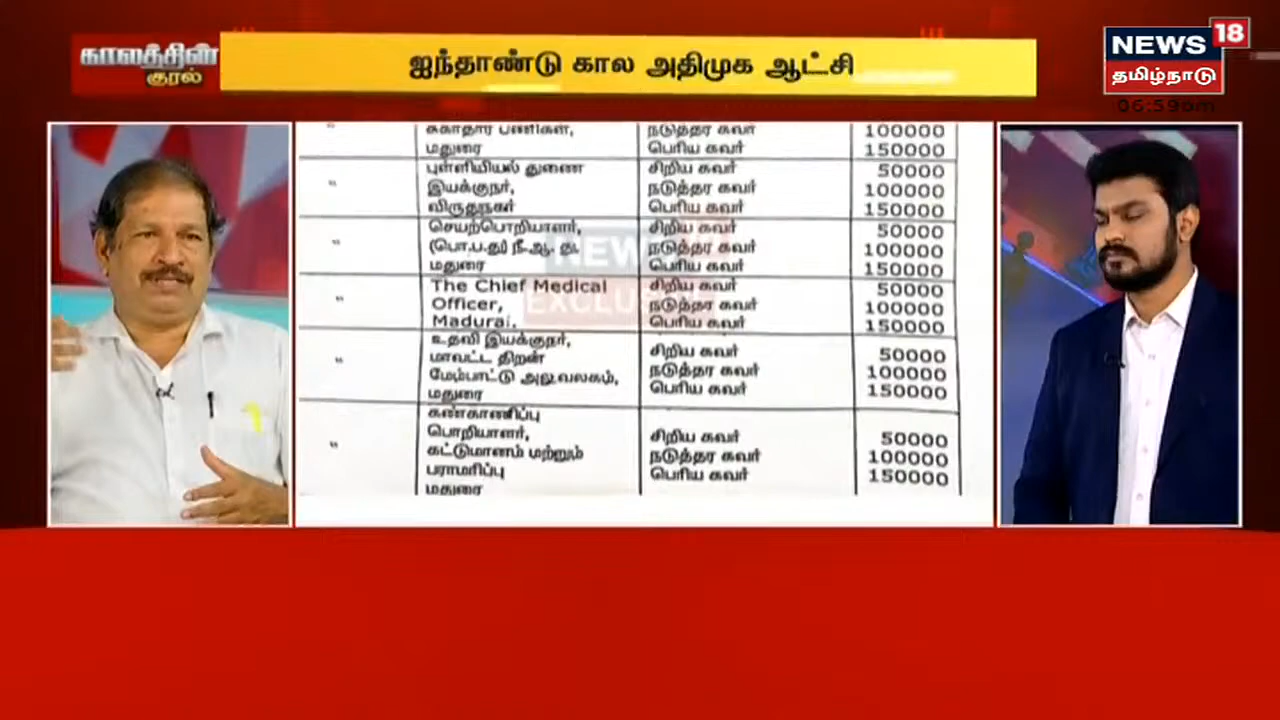 காலத்தின்
குரல்
ஐந்தாண்டு கால அதிமுக ஆட்சி
NEWS 18
தமிழ்நாடு
06:59pm
" சுகாதார பணிகள், நடுத்தர கவர் 100000
மதுரை பெரிய கவர் 150000
புள்ளியியல் துணை சிறிய கவர் 50000
" இயக்குநர், நடுத்தர கவர் 100000
விருதுநகர் பெரிய கவர் 150000
செயற்பொறியாளர், சிறிய கவர் 50000
" (பொ.ப.து) நீ.ஆ. து. நடுத்தர கவர் 100000
மதுரை பெரிய கவர் 150000
The Chief Medical சிறிய கவர் 50000
" Officer, நடுத்தர கவர் 100000
Madurai. பெரிய கவர் 150000
உதவி இயக்குநர்,
மாவட்ட திறன் சிறிய கவர் 50000
" மேம்பாட்டு அலுவலகம், நடுத்தர கவர் 100000
மதுரை பெரிய கவர் 150000
கண்காணிப்பு
பொறியாளர், சிறிய கவர் 50000
" கட்டுமானம் மற்றும் நடுத்தர கவர் 100000
பராமரிப்பு பெரிய கவர் 150000
மதுரை